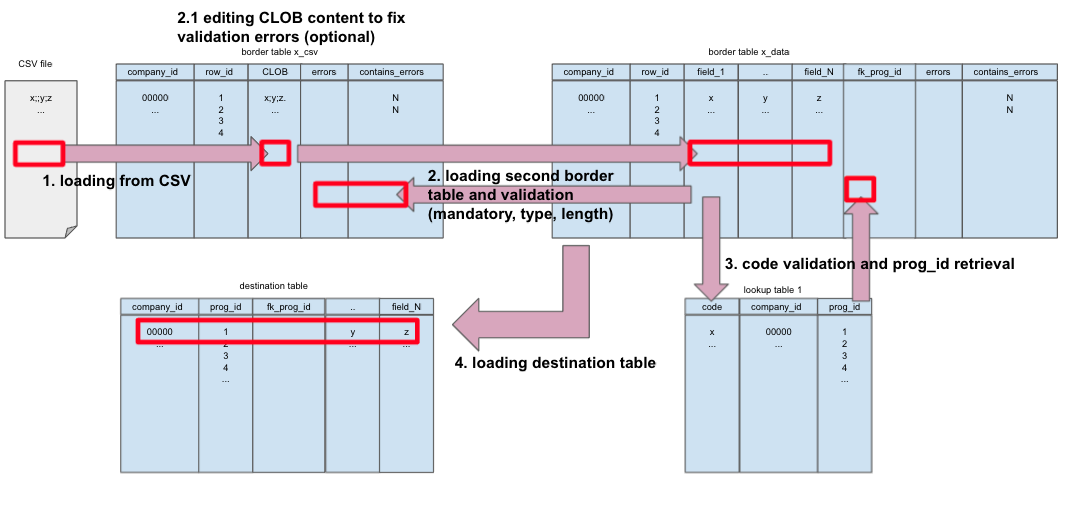 2.1 editing CLOB content to fix
validation errors (optional)
CSV file
x;;y;z
...
border table x_csv
company_id row_id CLOB errors contains_errors
00000 1 x;y;z. N
... 2 ... N
3
4
border table x_data
company_id row_id field_1 .. field_N fk_prog_id errors contains_errors
00000 1 x y z N
... 2 ... ... ... N
3
4
1. loading from CSV
2. loading second border
table and validation
(mandatory, type, length)
3. code validation and prog_id retrieval
destination table
company_id prog_id fk_prog_id .. field_N
00000 1 y z
... 2 ... ...
3
4
...
4. loading destination table
lookup table 1
code company_id prog_id
x 00000 1
... ... 2
3
4
...